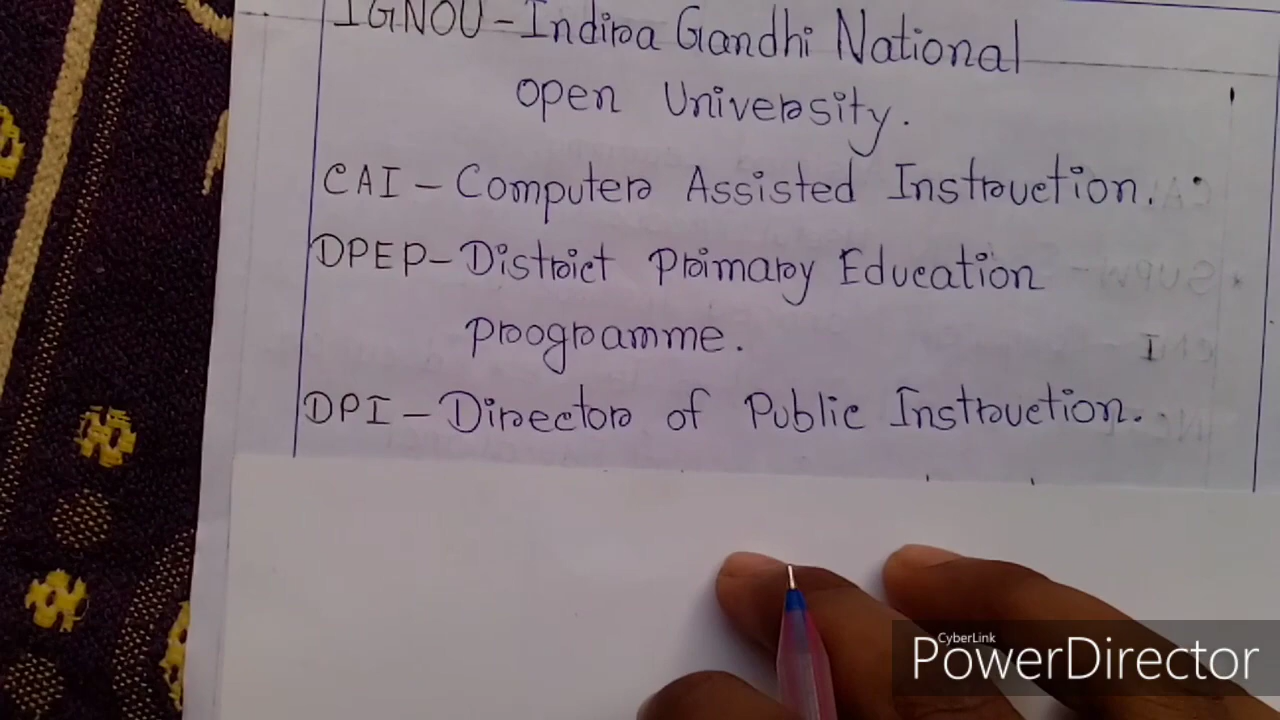 IGNOU - Indira Gandhi National
open University.
CAI - Computer Assisted Instruction.
DPEP - District Primary Education
programme.
DPI - Director of Public Instruction.
CyberLink
PowerDirector